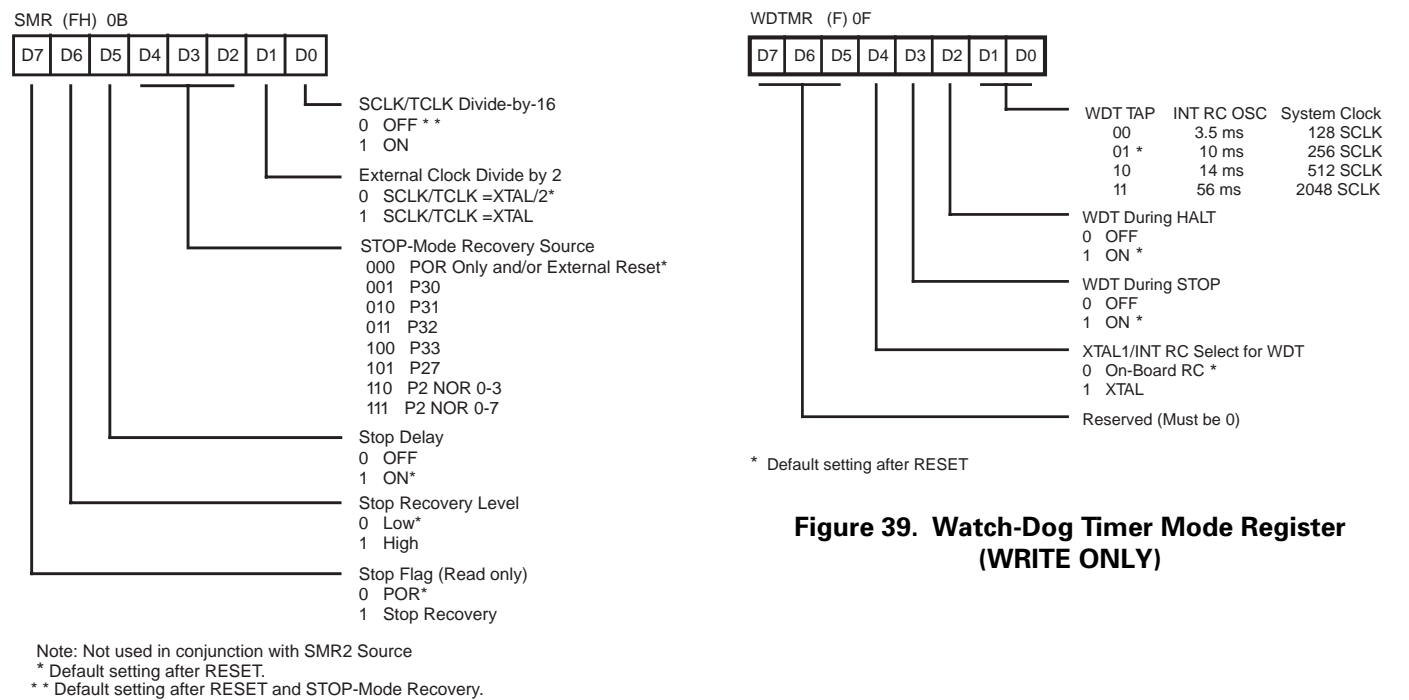 SMR (FH) 0B
D7 D6 D5 D4 D3 D2 D1 D0
SCLK/TCLK Divide-by-16
0 OFF * *
1 ON
External Clock Divide by 2
0 SCLK/TCLK =XTAL/2*
1 SCLK/TCLK =XTAL
STOP-Mode Recovery Source
000 POR Only and/or External Reset*
001 P30
010 P31
011 P32
100 P33
101 P27
110 P2 NOR 0-3
111 P2 NOR 0-7
Stop Delay
0 OFF
1 ON*
Stop Recovery Level
0 Low*
1 High
Stop Flag (Read only)
0 POR*
1 Stop Recovery
Note: Not used in conjunction with SMR2 Source
* Default setting after RESET.
* * Default setting after RESET and STOP-Mode Recovery.
WDTMR (F) 0F
D7 D6 D5 D4 D3 D2 D1 D0
WDT TAP INT RC OSC System Clock
00 3.5 ms 128 SCLK
01 * 10 ms 256 SCLK
10 14 ms 512 SCLK
11 56 ms 2048 SCLK
WDT During HALT
0 OFF
1 ON *
WDT During STOP
0 OFF
1 ON *
XTAL1/INT RC Select for WDT
0 On-Board RC *
1 XTAL
Reserved (Must be 0)
* Default setting after RESET
Figure 39. Watch-Dog Timer Mode Register
(WRITE ONLY)